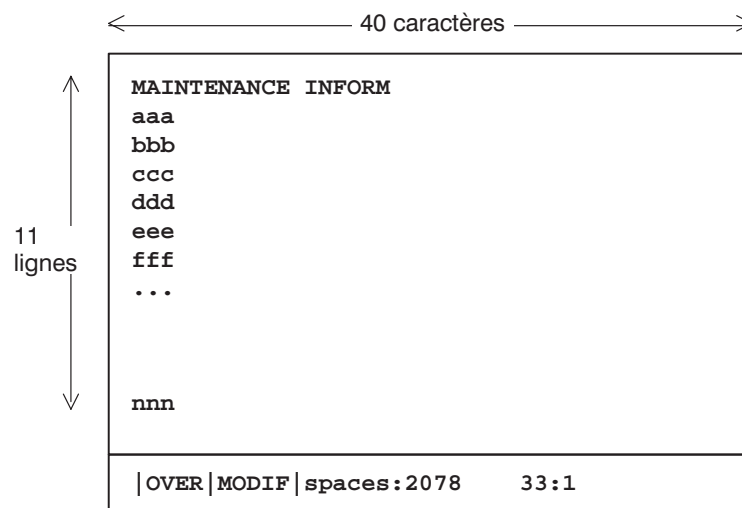 40 caractères
MAINTENANCE INFORM
aaa
bbb
ccc
ddd
eee
fff
...
11
lignes
nnn
|OVER|MODIF|spaces:2078 33:1